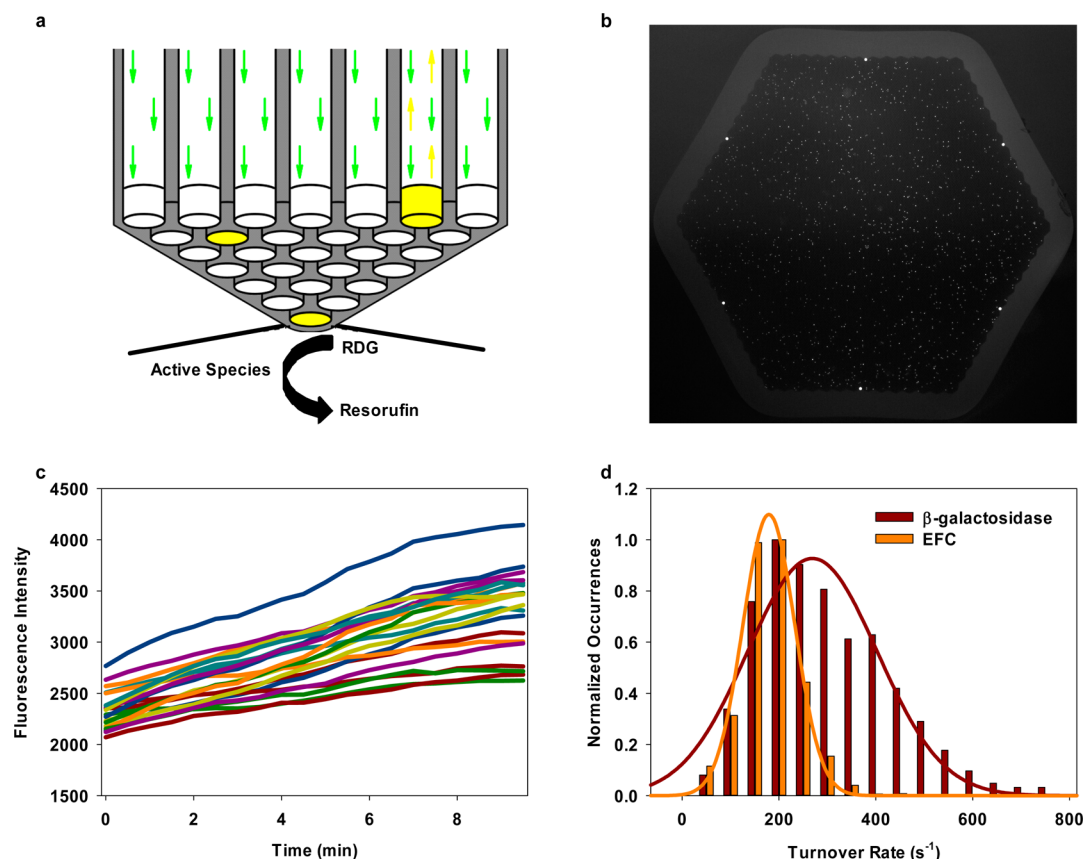 a
RDG
Active Species
Resorufin
b
c
4500
4000
3500
3000
2500
2000
1500
Fluorescence Intensity
0
2
4
6
8
Time (min)
d
1.2
1.0
0.8
0.6
0.4
0.2
0.0
Normalized Occurrences
β-galactosidase
EFC
0
200
400
600
800
Turnover Rate (s⁻¹)